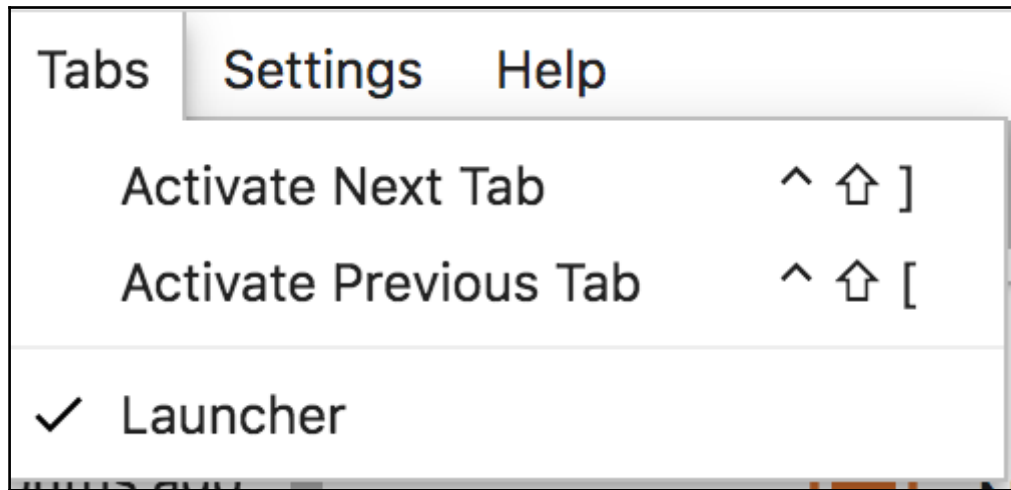 Tabs Settings Help
Activate Next Tab ^ ⇧ ]
Activate Previous Tab ^ ⇧ [
✓ Launcher